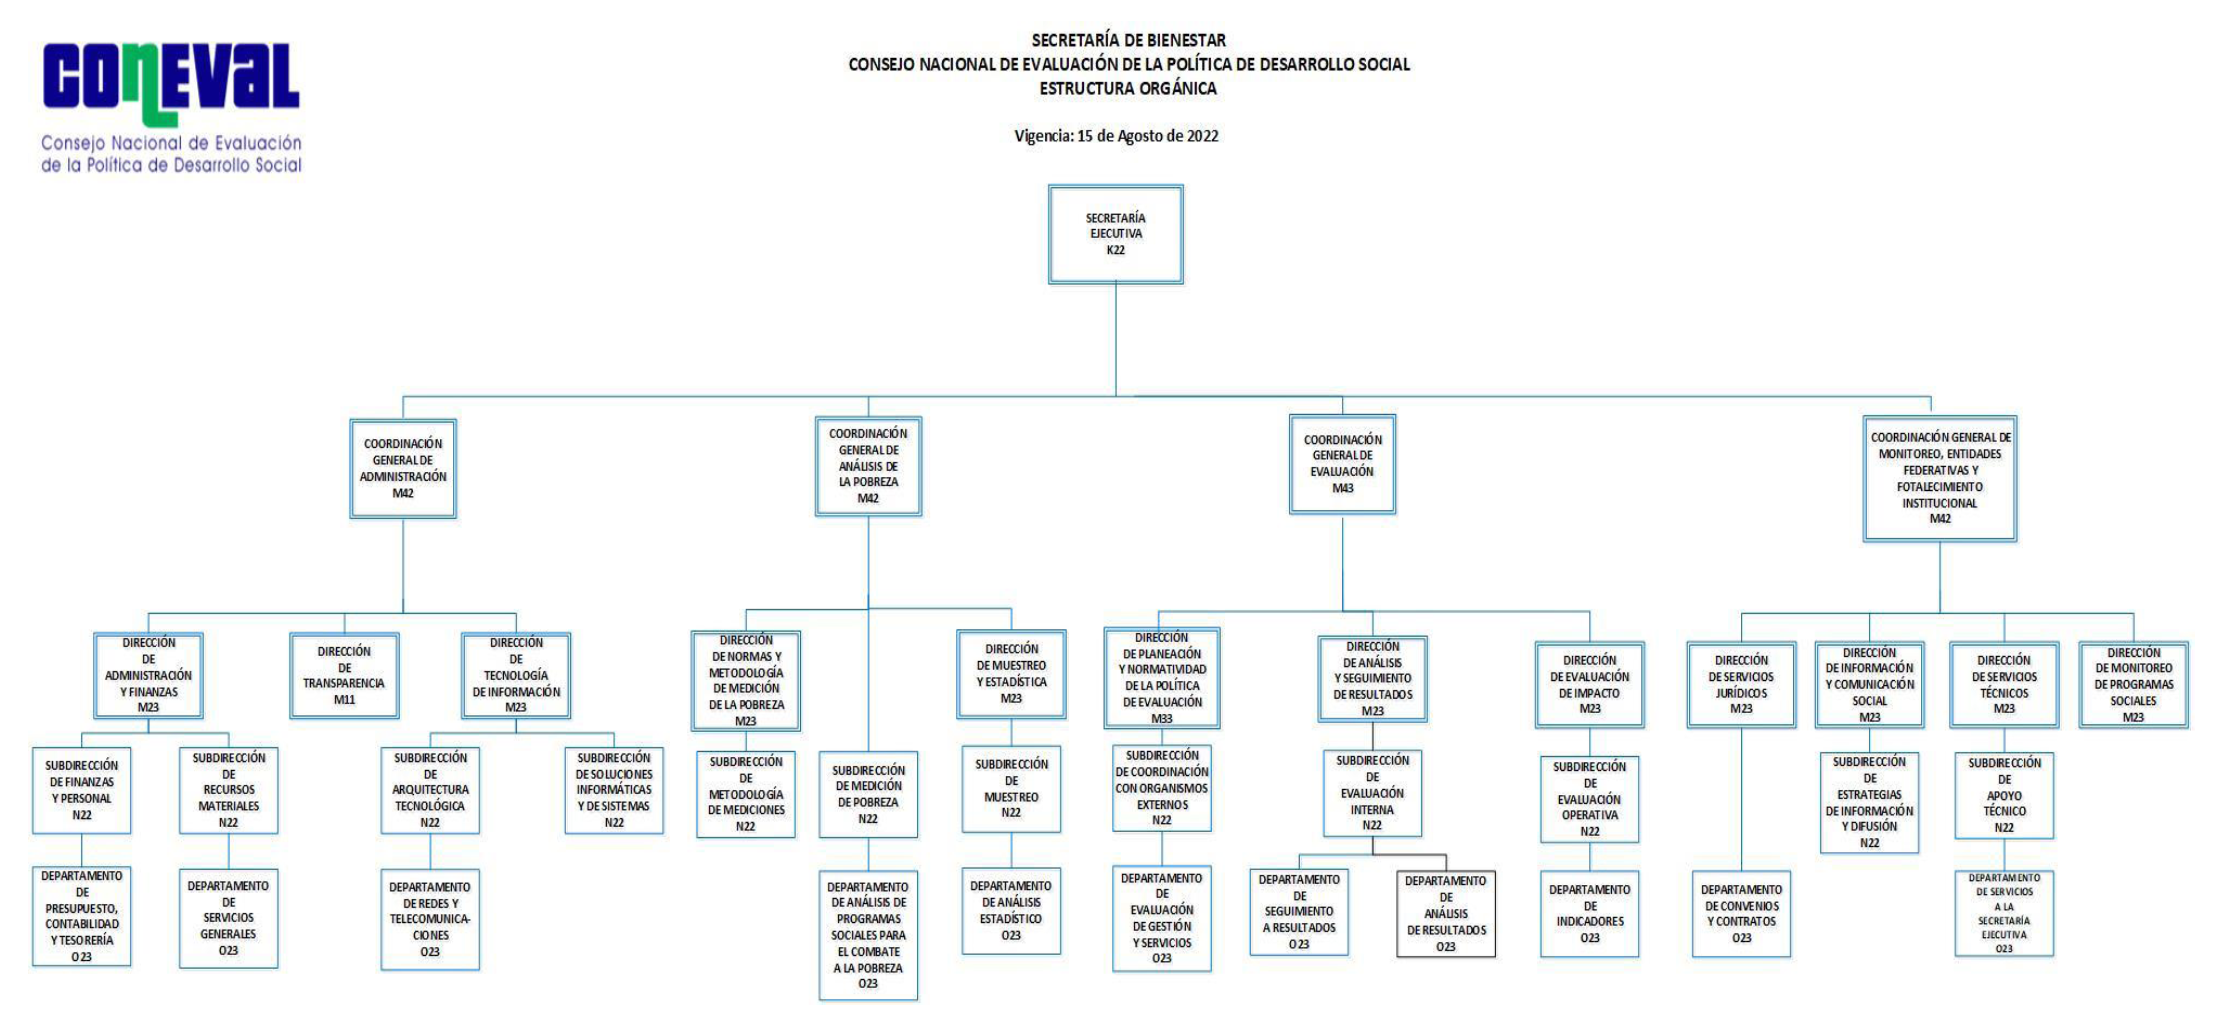 CONEVAL
Consejo Nacional de Evaluación
de la Política de Desarrollo Social
SECRETARÍA DE BIENESTAR
CONSEJO NACIONAL DE EVALUACIÓN DE LA POLÍTICA DE DESARROLLO SOCIAL
ESTRUCTURA ORGÁNICA
Vigencia: 15 de Agosto de 2022
SECRETARÍA
EJECUTIVA
K22
COORDINACIÓN
GENERAL DE
ADMINISTRACIÓN
M42
COORDINACIÓN
GENERAL DE
ANÁLISIS DE
LA POBREZA
M42
COORDINACIÓN
GENERAL DE
EVALUACIÓN
M43
COORDINACIÓN GENERAL DE
MONITOREO, ENTIDADES
FEDERATIVAS Y
FOTALECIMIENTO
INSTITUCIONAL
M42
DIRECCIÓN
DE
ADMINISTRACIÓN
Y FINANZAS
M23
DIRECCIÓN
DE
TRANSPARENCIA
M11
DIRECCIÓN
DE
TECNOLOGÍA
DE INFORMACIÓN
M23
DIRECCIÓN
DE NORMAS Y
METODOLOGÍA
DE MEDICIÓN
DE LA POBREZA
M23
DIRECCIÓN
DE MUESTREO
Y ESTADÍSTICA
M23
DIRECCIÓN
DE PLANEACIÓN
Y NORMATIVIDAD
DE LA POLÍTICA
DE EVALUACIÓN
M33
DIRECCIÓN
DE ANÁLISIS
Y SEGUIMIENTO
DE RESULTADOS
M23
DIRECCIÓN
DE EVALUACIÓN
DE IMPACTO
M23
DIRECCIÓN
DE SERVICIOS
JURÍDICOS
M23
DIRECCIÓN
DE INFORMACIÓN
Y COMUNICACIÓN
SOCIAL
M23
DIRECCIÓN
DE SERVICIOS
TÉCNICOS
M23
DIRECCIÓN
DE MONITOREO
DE PROGRAMAS
SOCIALES
M23
SUBDIRECCIÓN
DE FINANZAS
Y PERSONAL
N22
SUBDIRECCIÓN
DE
RECURSOS
MATERIALES
N22
SUBDIRECCIÓN
DE
ARQUITECTURA
TECNOLÓGICA
N22
SUBDIRECCIÓN
DE SOLUCIONES
INFORMÁTICAS
Y DE SISTEMAS
N22
SUBDIRECCIÓN
DE
METODOLOGÍA
DE MEDICIONES
N22
SUBDIRECCIÓN
DE MEDICIÓN
DE POBREZA
N22
SUBDIRECCIÓN
DE
MUESTREO
N22
SUBDIRECCIÓN
DE COORDINACIÓN
CON ORGANISMOS
EXTERNOS
N22
SUBDIRECCIÓN
DE
EVALUACIÓN
INTERNA
N22
SUBDIRECCIÓN
DE
EVALUACIÓN
OPERATIVA
N22
SUBDIRECCIÓN
DE
ESTRATEGIAS
DE INFORMACIÓN
Y DIFUSIÓN
N22
SUBDIRECCIÓN
DE
APOYO
TÉCNICO
N22
DEPARTAMENTO
DE
PRESUPUESTO,
CONTABILIDAD
Y TESORERÍA
O23
DEPARTAMENTO
DE
SERVICIOS
GENERALES
O23
DEPARTAMENTO
DE REDES Y
TELECOMUNICA-
CIONES
O23
DEPARTAMENTO
DE ANÁLISIS DE
PROGRAMAS
SOCIALES PARA
EL COMBATE
A LA POBREZA
O23
DEPARTAMENTO
DE ANÁLISIS
ESTADÍSTICO
O23
DEPARTAMENTO
DE
EVALUACIÓN
DE GESTIÓN
Y SERVICIOS
O23
DEPARTAMENTO
DE
SEGUIMIENTO
A RESULTADOS
O23
DEPARTAMENTO
DE
ANÁLISIS
DE RESULTADOS
O23
DEPARTAMENTO
DE
INDICADORES
O23
DEPARTAMENTO
DE CONVENIOS
Y CONTRATOS
O23
DEPARTAMENTO
DE SERVICIOS
A LA
SECRETARÍA
EJECUTIVA
O23